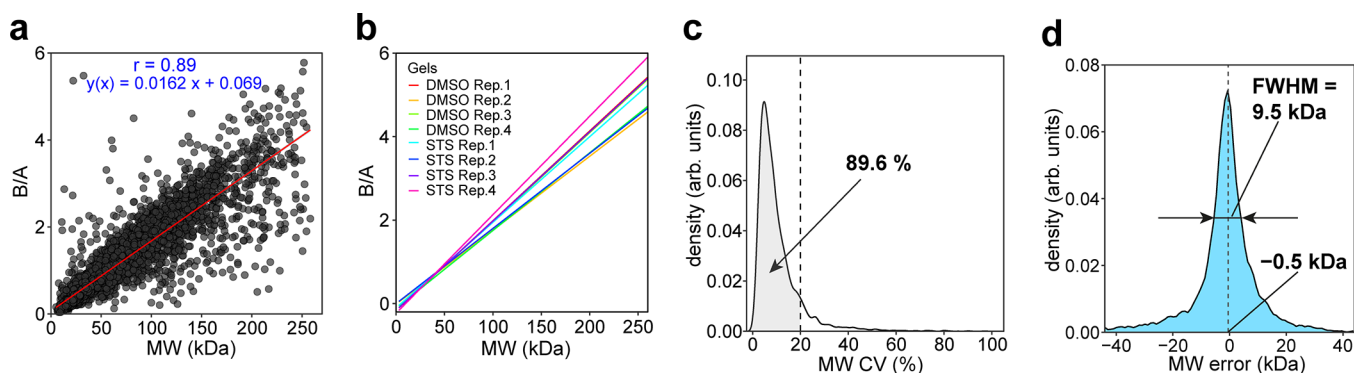 a
r = 0.89
y(x) = 0.0162 x + 0.069
B/A
6
4
2
0
0
50
100
150
200
250
MW (kDa)
b
Gels
DMSO Rep.1
DMSO Rep.2
DMSO Rep.3
DMSO Rep.4
STS Rep.1
STS Rep.2
STS Rep.3
STS Rep.4
B/A
6
4
2
0
0
50
100
150
200
250
MW (kDa)
c
89.6 %
density (arb. units)
0.10
0.08
0.06
0.04
0.02
0.00
0
20
40
60
80
100
MW CV (%)
d
FWHM =
9.5 kDa
−0.5 kDa
density (arb. units)
0.08
0.06
0.04
0.02
0.00
−40
−20
0
20
40
MW error (kDa)